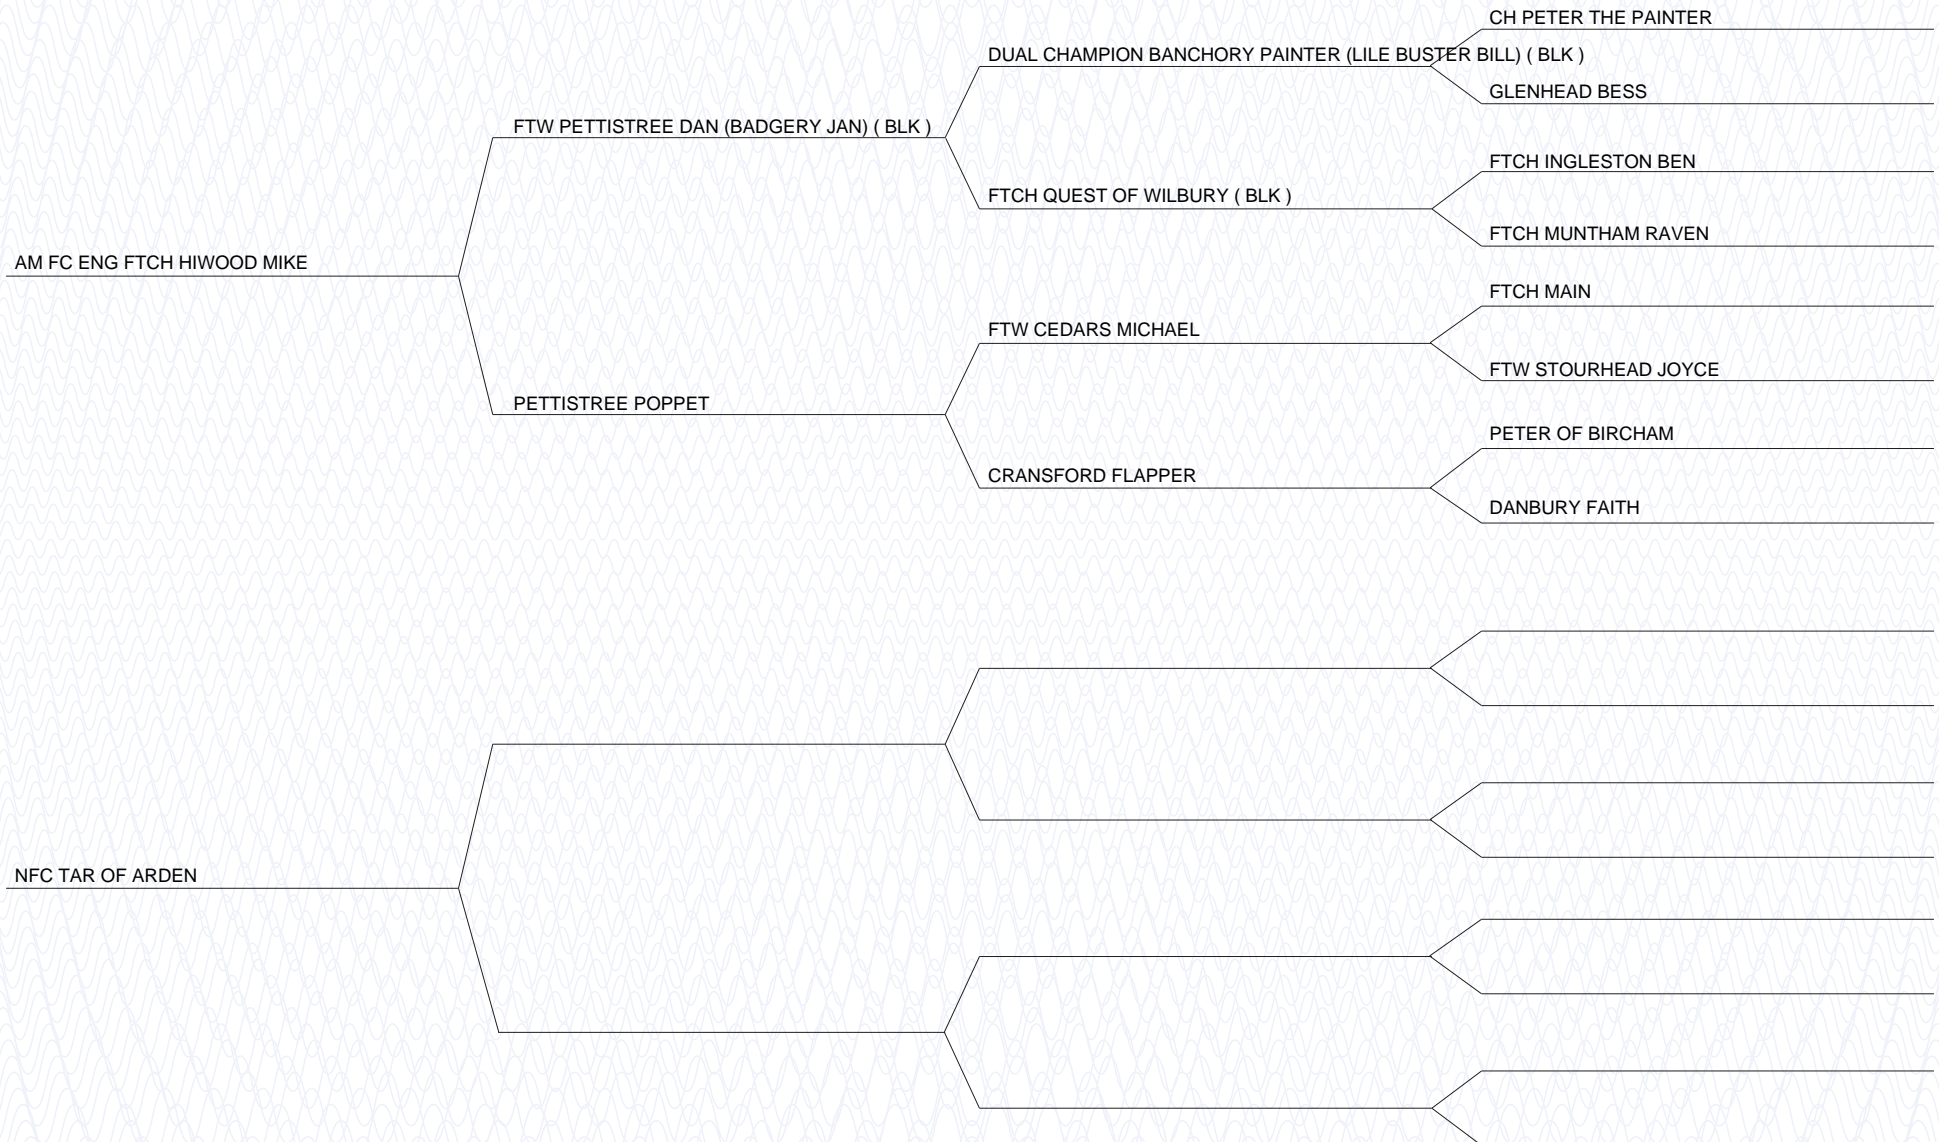 CH PETER THE PAINTER
DUAL CHAMPION BANCHORY PAINTER (LILE BUSTER BILL) ( BLK )
GLENHEAD BESS
FTW PETTISTREE DAN (BADGERY JAN) ( BLK )
FTCH INGLESTON BEN
FTCH QUEST OF WILBURY ( BLK )
FTCH MUNTHAM RAVEN
AM FC ENG FTCH HIWOOD MIKE
FTCH MAIN
FTW CEDARS MICHAEL
FTW STOURHEAD JOYCE
PETTISTREE POPPET
PETER OF BIRCHAM
CRANSFORD FLAPPER
DANBURY FAITH
NFC TAR OF ARDEN